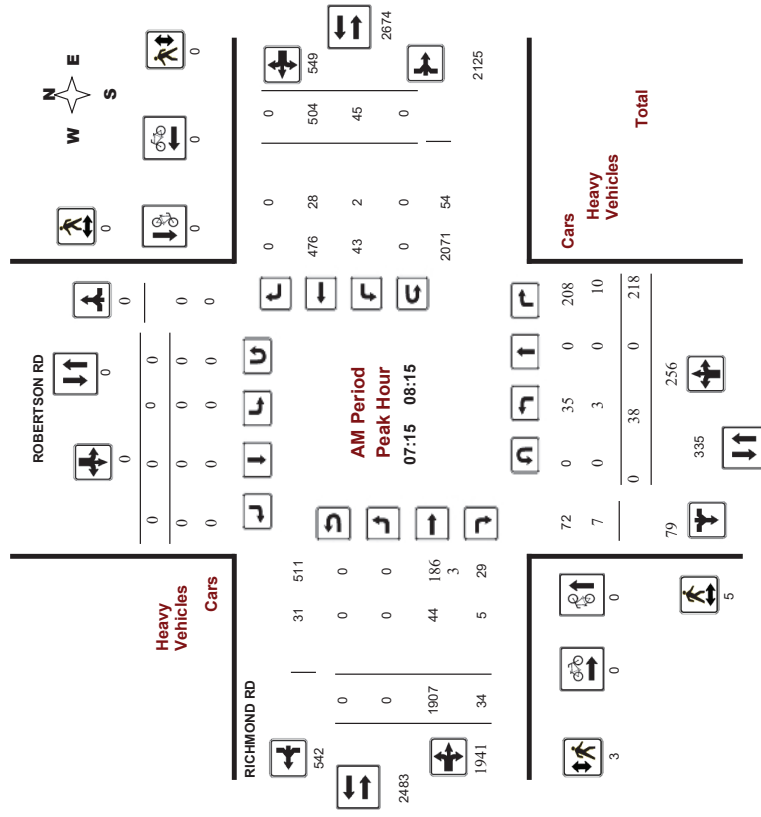 N
W E
S
0
0
0
0
ROBERTSON RD
0
0
0
0 0 0 0
0 0 0 0 0
0 0 0 0 0
Heavy
Vehicles
Cars
549
2674
2125
0 504 45 0
0 28 2 0 54
0 476 43 0 2071
AM Period
Peak Hour
07:15 08:15
RICHMOND RD
31 511
0 0 0
0 0 0
1907 44 186
3
34 5 29
542
2483
1941
Cars
Heavy
Vehicles
Total
72 0 35 0 208
7 0 3 0 10
0 38 0 218
79
335
256
0
0
3
5